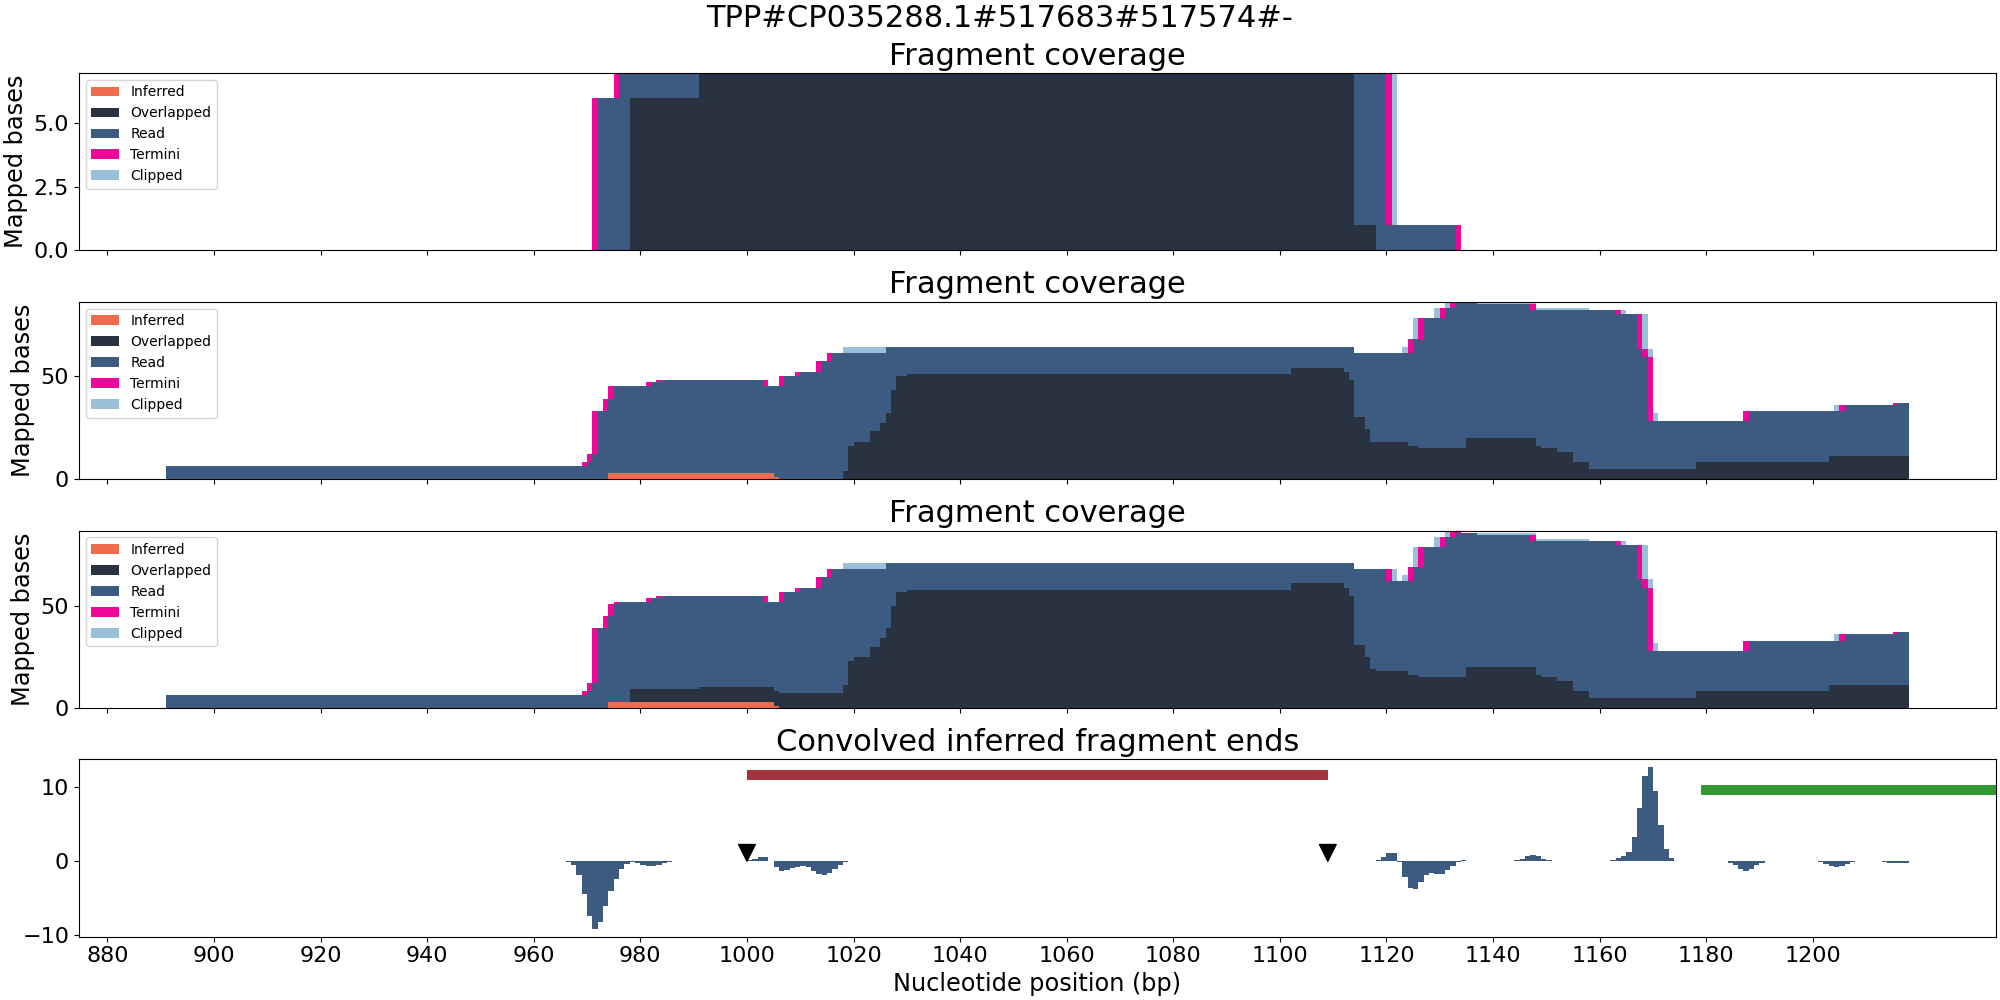 TPP#CP035288.1#517683#517574#-
Fragment coverage
Mapped bases
5.0
2.5
0.0
Inferred
Overlapped
Read
Termini
Clipped
Fragment coverage
Mapped bases
50
0
Inferred
Overlapped
Read
Termini
Clipped
Fragment coverage
Mapped bases
50
0
Inferred
Overlapped
Read
Termini
Clipped
Convolved inferred fragment ends
10
0
−10
880 900 920 940 960 980 1000 1020 1040 1060 1080 1100 1120 1140 1160 1180 1200
Nucleotide position (bp)